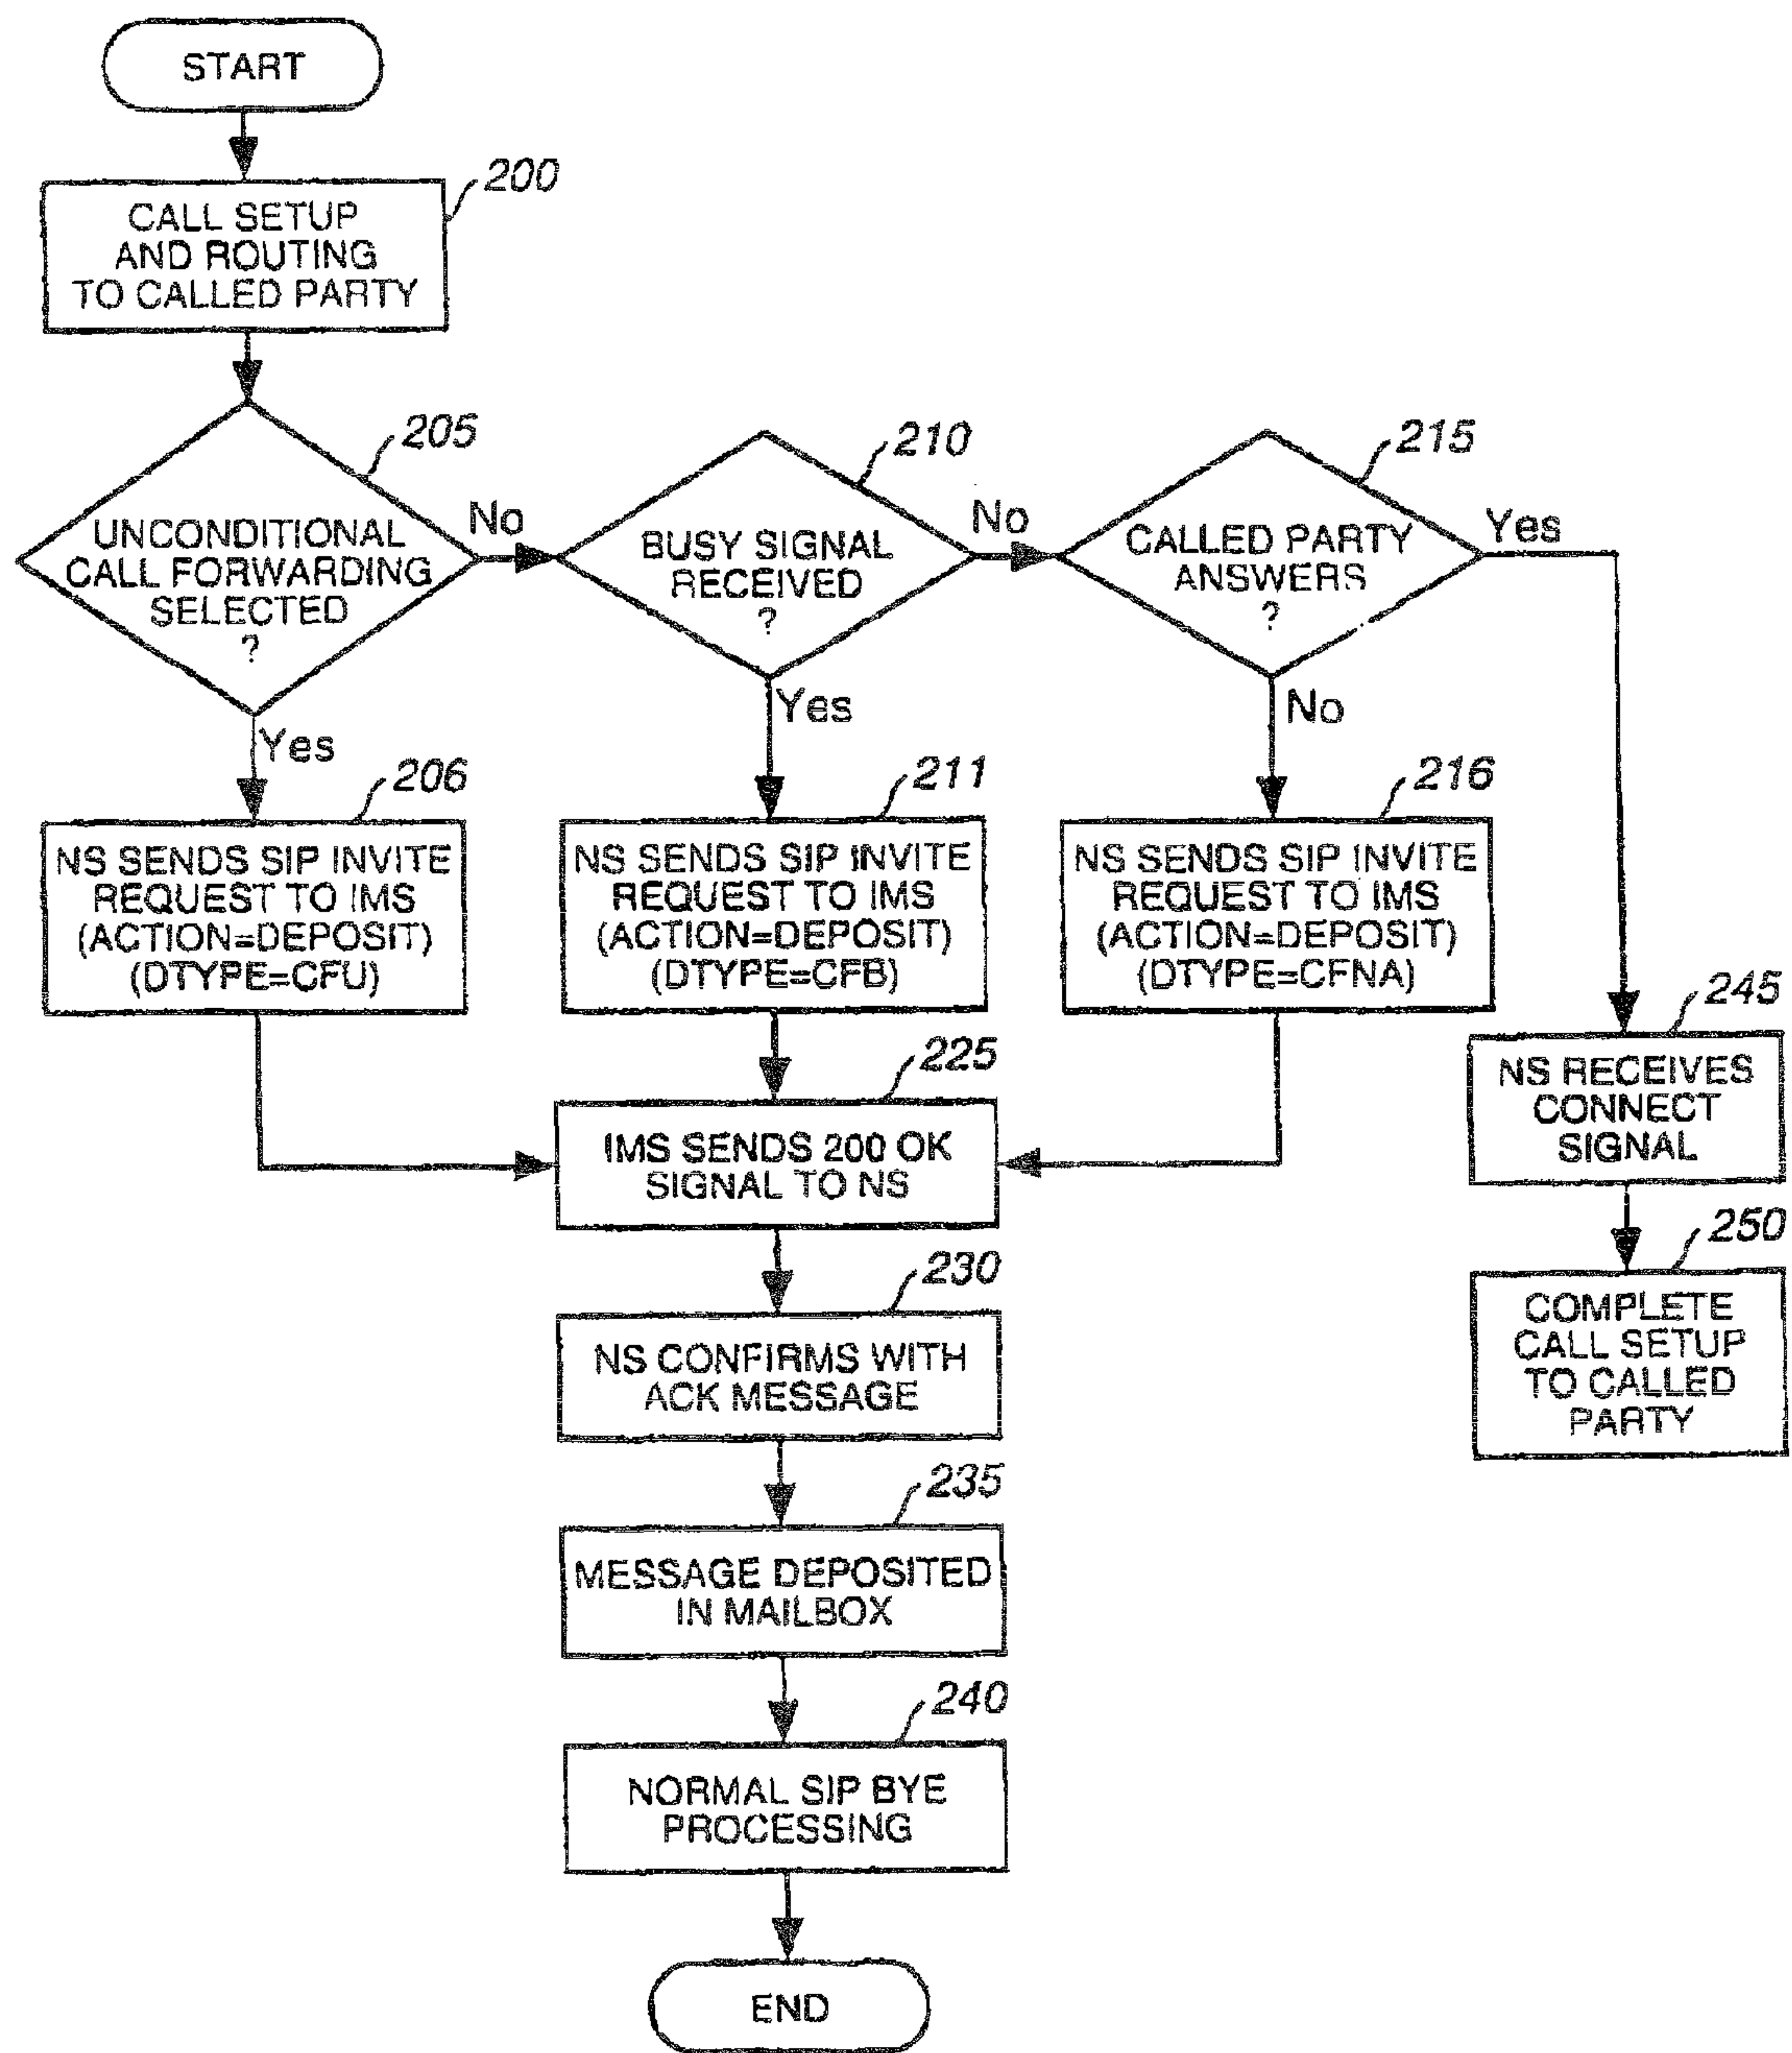 START
200
CALL SETUP
AND ROUTING
TO CALLED PARTY
205
UNCONDITIONAL
CALL FORWARDING
SELECTED
?
No
Yes
210
BUSY SIGNAL
RECEIVED
?
No
Yes
215
CALLED PARTY
ANSWERS
?
Yes
No
206
NS SENDS SIP INVITE
REQUEST TO IMS
(ACTION=DEPOSIT)
(DTYPE=CFU)
211
NS SENDS SIP INVITE
REQUEST TO IMS
(ACTION=DEPOSIT)
(DTYPE=CFB)
216
NS SENDS SIP INVITE
REQUEST TO IMS
(ACTION=DEPOSIT)
(DTYPE=CFNA)
225
IMS SENDS 200 OK
SIGNAL TO NS
245
NS RECEIVES
CONNECT
SIGNAL
230
NS CONFIRMS WITH
ACK MESSAGE
250
COMPLETE
CALL SETUP
TO CALLED
PARTY
235
MESSAGE DEPOSITED
IN MAILBOX
240
NORMAL SIP BYE
PROCESSING
END